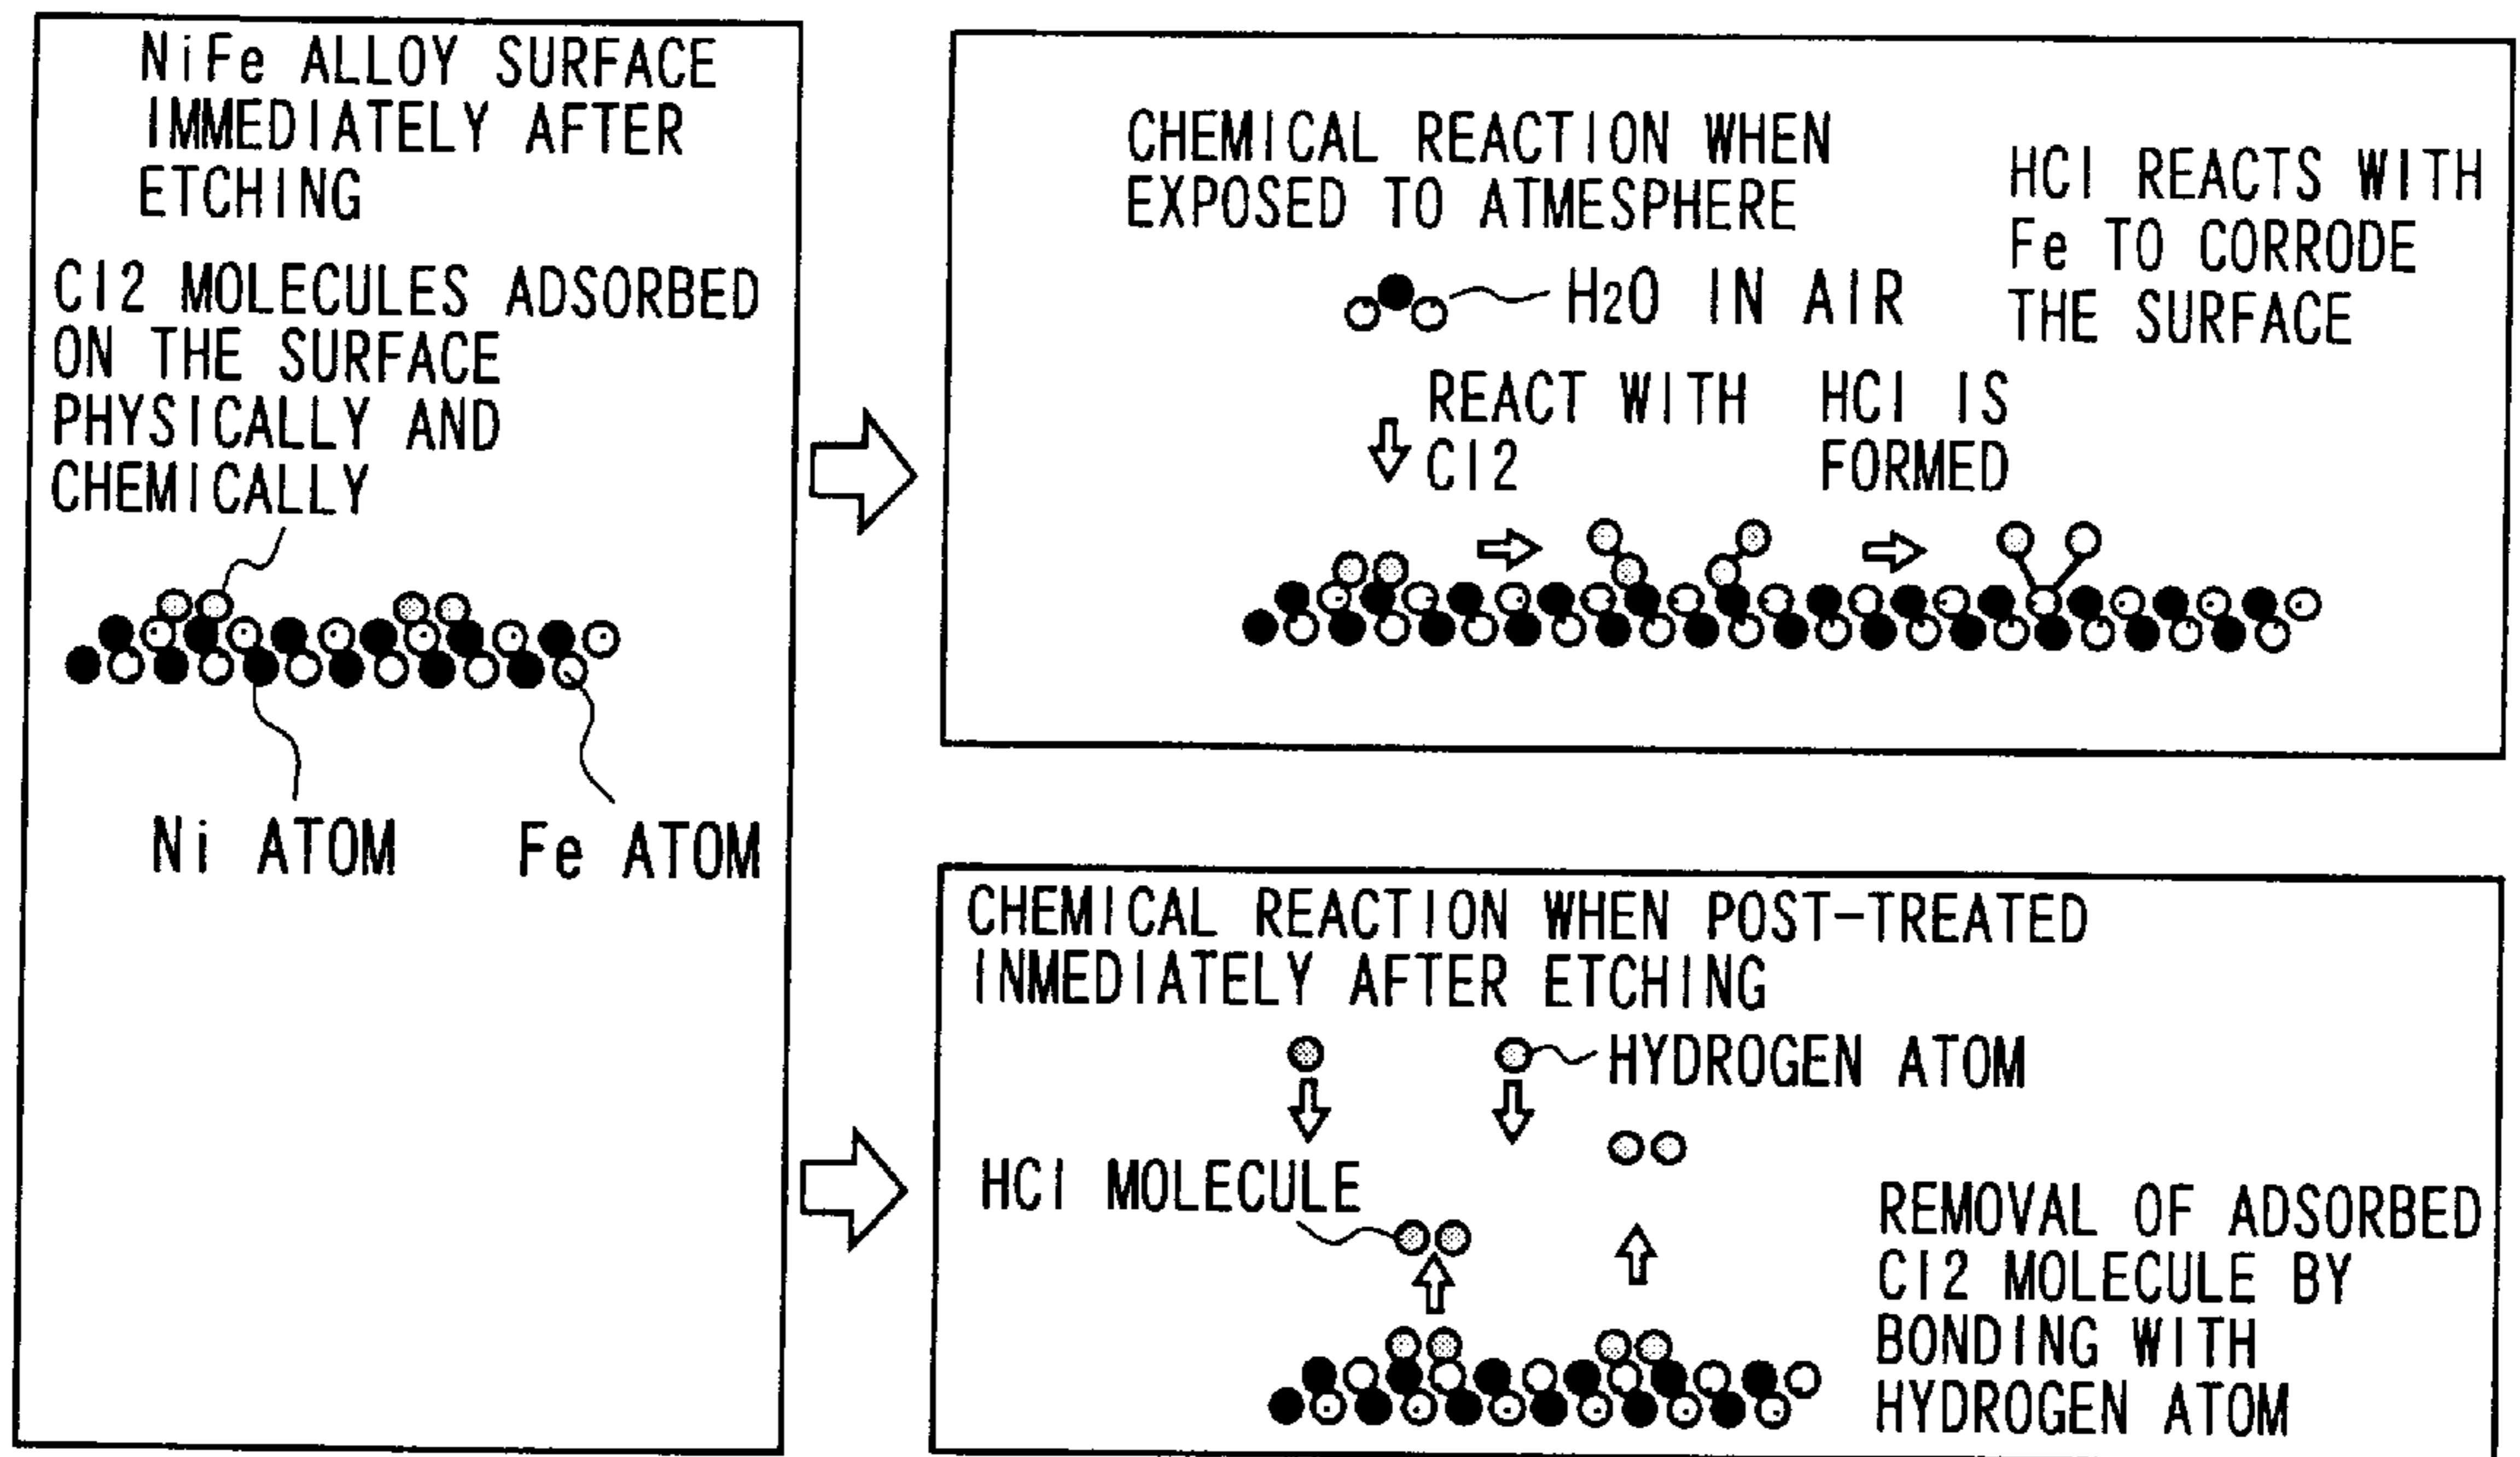 NiFe ALLOY SURFACE
IMMEDIATELY AFTER
ETCHING
Cl2 MOLECULES ADSORBED
ON THE SURFACE
PHYSICALLY AND
CHEMICALLY
Ni ATOM
Fe ATOM
CHEMICAL REACTION WHEN
EXPOSED TO ATMESPHERE
H2O IN AIR
REACT WITH
Cl2
HCl IS
FORMED
HCl REACTS WITH
Fe TO CORRODE
THE SURFACE
CHEMICAL REACTION WHEN POST-TREATED
INMEDIATELY AFTER ETCHING
HYDROGEN ATOM
HCl MOLECULE
REMOVAL OF ADSORBED
Cl2 MOLECULE BY
BONDING WITH
HYDROGEN ATOM